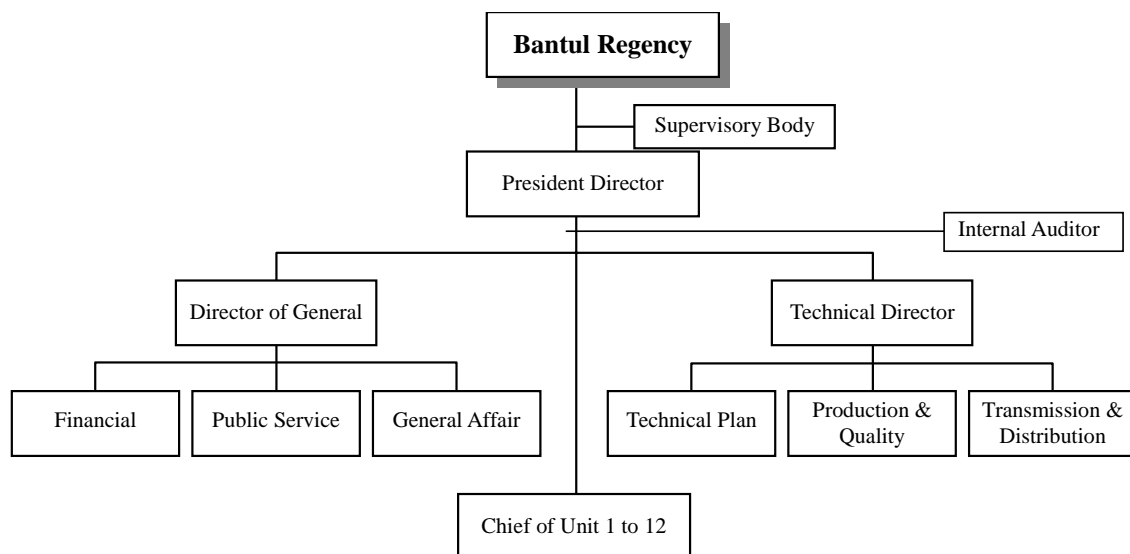 Bantul Regency
Supervisory Body
President Director
Internal Auditor
Director of General
Technical Director
Financial
Public Service
General Affair
Technical Plan
Production &
Quality
Transmission &
Distribution
Chief of Unit 1 to 12